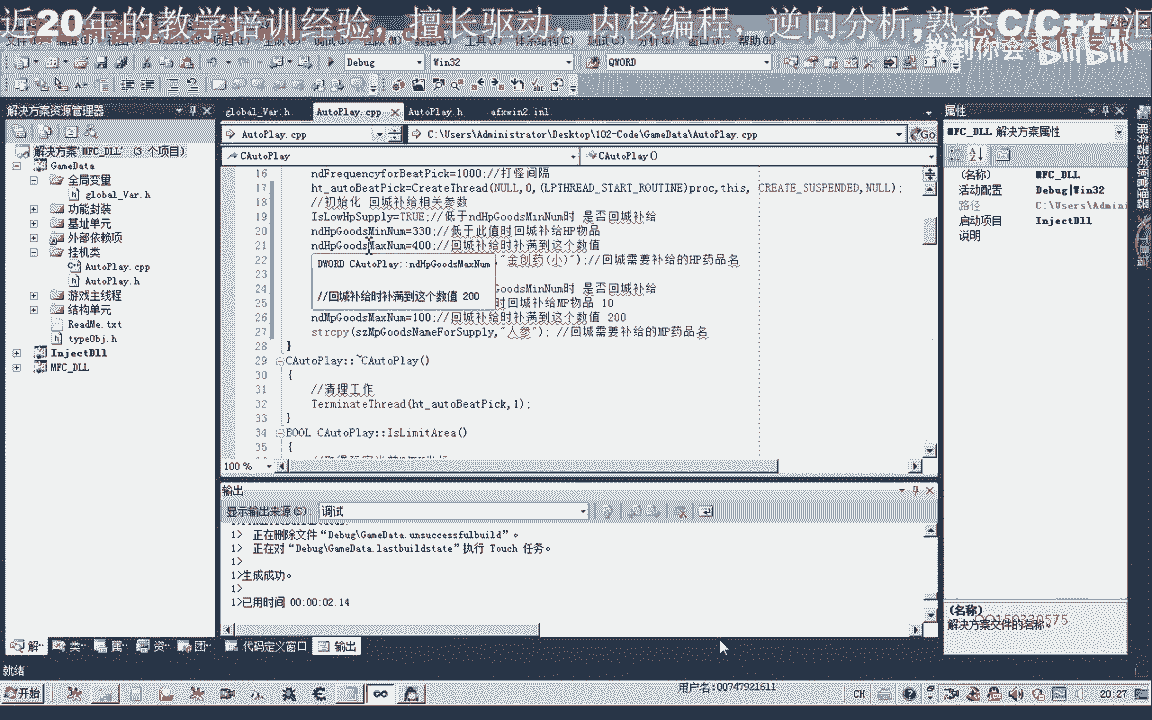 近20年的教学培训经验，擅长驱动，内核编程，逆向分析,熟悉C/C++,汇
教到你会
Debug
Win32
QWORD
解决方案资源管理器
解决方案"MFC_DLL" (3 个项目)
GameData
全局变量
global_Var.h
功能封装
基址单元
外部依赖项
挂机类
AutoPlay.cpp
AutoPlay.h
游戏主线程
结构单元
ReadMe.txt
typeObj.h
InjectDll
MFC_DLL
global_Var.h
AutoPlay.cpp
AutoPlay.h
afxwin2.inl
AutoPlay.cpp
C:\Users\Administrator\Desktop\102-Code\GameData\AutoPlay.cpp
Go
CAutoPlay
CAutoPlay()
16 ndFrequencyforBeatPick=1000;//打怪间隔
17 ht_autoBeatPick=CreateThread(NULL,0,(LPTHREAD_START_ROUTINE)proc,this, CREATE_SUSPENDED,NULL);
18 //初始化 回城补给相关参数
19 IsLowHpSupply=TRUE;//低于ndHpGoodsMinNum时 是否回城补给
20 ndHpGoodsMinNum=330;//低于此值时回城补给HP物品
21 ndHpGoodsMaxNum=400;//回城补给时补满到这个数值
22 "金创药(小)");//回城需要补给的HP药品名
DWORD CAutoPlay::ndHpGoodsMaxNum
//回城补给时补满到这个数值 200
23
24 GoodsMinNum时 是否回城补给
25 时回城补给MP物品 10
26 ndMpGoodsMaxNum=100;//回城补给时补满到这个数值 200
27 strcpy(szMpGoodsNameForSupply,"人参"); //回城需要补给的MP药品名
28 }
29 CAutoPlay::~CAutoPlay()
30 {
31 //清理工作
32 TerminateThread(ht_autoBeatPick,1);
33 }
34 BOOL CAutoPlay::IsLimitArea()
35 {
100 %
输出
显示输出来源(S):
调试
1> 正在删除文件“Debug\GameData.unsuccessfulbuild”。
1> 正在对“Debug\GameData.lastbuildstate”执行 Touch 任务。
1>
1>生成成功。
1>
1>已用时间 00:00:02.14
代码定义窗口
输出
属性
MFC_DLL 解决方案属性
(名称) MFC_DLL
活动配置 Debug|Win32
路径 C:\Users\Admini
启动项目 InjectDll
说明
(名称)
解决方案文件的名称。
就绪
开始
用户名:00747921611
CH
20:27